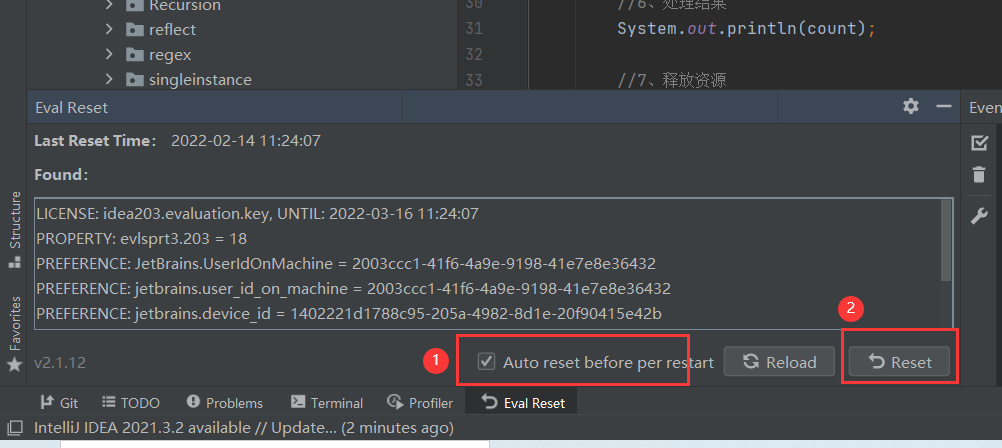 Recursion
reflect
regex
singleinstance
30 //6、处理结果
31 System.out.println(count);
32
33 //7、释放资源
Eval Reset
Even
Last Reset Time: 2022-02-14 11:24:07
Found:
LICENSE: idea203.evaluation.key, UNTIL: 2022-03-16 11:24:07
PROPERTY: evlsprt3.203 = 18
PREFERENCE: JetBrains.UserIdOnMachine = 2003ccc1-41f6-4a9e-9198-41e7e8e36432
PREFERENCE: jetbrains.user_id_on_machine = 2003ccc1-41f6-4a9e-9198-41e7e8e36432
PREFERENCE: jetbrains.device_id = 1402221d1788c95-205a-4982-8d1e-20f90415e42b
Structure
Favorites
2
1
v2.1.12
Auto reset before per restart
Reload
Reset
Git TODO Problems Terminal Profiler Eval Reset
IntelliJ IDEA 2021.3.2 available // Update... (2 minutes ago)